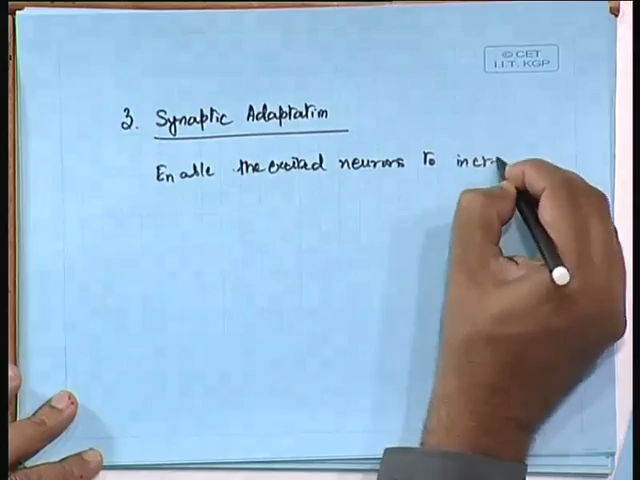 © CET
I.I.T. KGP
3. Synaptic Adaptation
Enable the excited neurons to incr